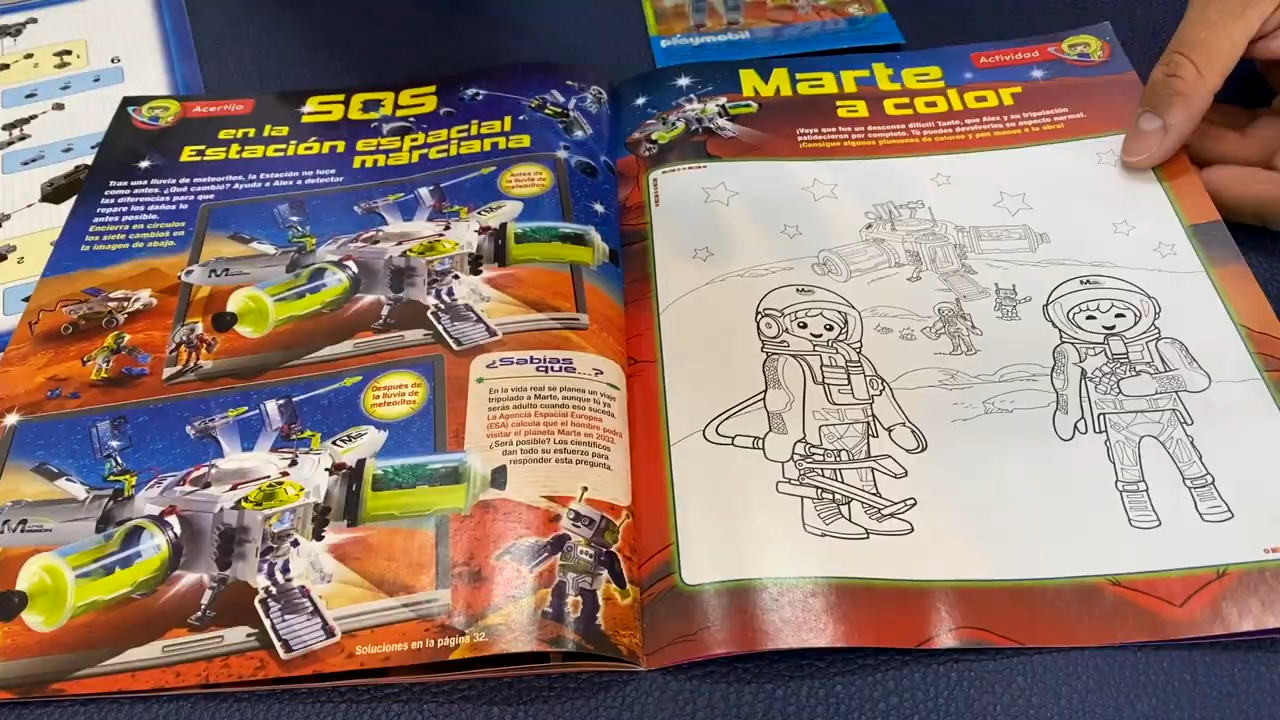 6
2
2
playmobil
Acertijo
SOS
en la
Estación espacial
marciana
Tras una lluvia de meteoritos, la Estación no luce
como antes. ¿Qué cambió? Ayuda a Alex a detectar
las diferencias para que
repare los daños lo
antes posible.
Encierra en círculos
los siete cambios en
la imagen de abajo.
Antes de
la lluvia de
meteoritos.
Después de
la lluvia de
meteoritos.
MARS
MISSION
¿Sabías
que...?
En la vida real se planea un viaje
tripulado a Marte, aunque tú ya
serás adulto cuando eso suceda.
La Agencia Espacial Europea
(ESA) calcula que el hombre podrá
visitar el planeta Marte en 2033.
¿Será posible? Los científicos
dan todo su esfuerzo para
responder esta pregunta.
Soluciones en la página 32.
Actividad
Marte
a color
¡Vaya que fue un descenso difícil! Tanto, que Alex y su tripulación
palidecieron por completo. Tú puedes devolverles su aspecto normal.
¡Consigue algunos plumones de colores y pon manos a la obra!